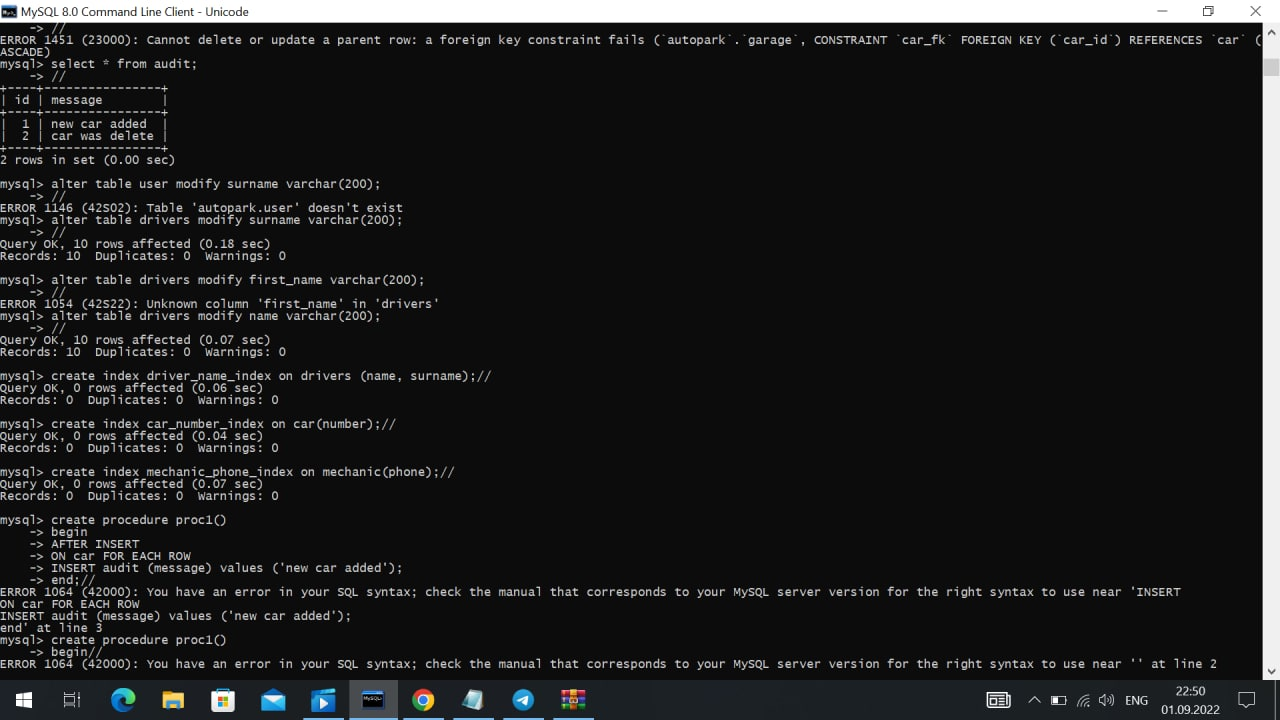 MySQL 8.0 Command Line Client - Unicode
    -> //
ERROR 1451 (23000): Cannot delete or update a parent row: a foreign key constraint fails (`autopark`.`garage`, CONSTRAINT `car_fk` FOREIGN KEY (`car_id`) REFERENCES `car` (
ASCADE)
mysql> select * from audit;
    -> //
+----+-----------------+
| id | message         |
+----+-----------------+
|  1 | new car added   |
|  2 | car was delete  |
+----+-----------------+
2 rows in set (0.00 sec)
mysql> alter table user modify surname varchar(200);
    -> //
ERROR 1146 (42S02): Table 'autopark.user' doesn't exist
mysql> alter table drivers modify surname varchar(200);
    -> //
Query OK, 10 rows affected (0.18 sec)
Records: 10  Duplicates: 0  Warnings: 0
mysql> alter table drivers modify first_name varchar(200);
    -> //
ERROR 1054 (42S22): Unknown column 'first_name' in 'drivers'
mysql> alter table drivers modify name varchar(200);
    -> //
Query OK, 10 rows affected (0.07 sec)
Records: 10  Duplicates: 0  Warnings: 0
mysql> create index driver_name_index on drivers (name, surname);//
Query OK, 0 rows affected (0.06 sec)
Records: 0  Duplicates: 0  Warnings: 0
mysql> create index car_number_index on car(number);//
Query OK, 0 rows affected (0.04 sec)
Records: 0  Duplicates: 0  Warnings: 0
mysql> create index mechanic_phone_index on mechanic(phone);//
Query OK, 0 rows affected (0.07 sec)
Records: 0  Duplicates: 0  Warnings: 0
mysql> create procedure proc1()
    -> begin
    -> AFTER INSERT
    -> ON car FOR EACH ROW
    -> INSERT audit (message) values ('new car added');
    -> end;//
ERROR 1064 (42000): You have an error in your SQL syntax; check the manual that corresponds to your MySQL server version for the right syntax to use near 'INSERT
ON car FOR EACH ROW
INSERT audit (message) values ('new car added');
end' at line 3
mysql> create procedure proc1()
    -> begin//
ERROR 1064 (42000): You have an error in your SQL syntax; check the manual that corresponds to your MySQL server version for the right syntax to use near '' at line 2
ENG
22:50
01.09.2022